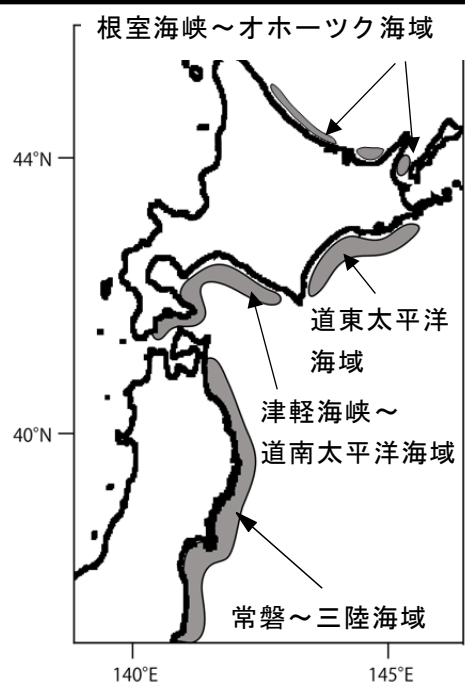 根室海峡～オホーツク海域
44°N
道東太平洋
海域
津軽海峡～
道南太平洋海域
40°N
常磐～三陸海域
140°E
145°E